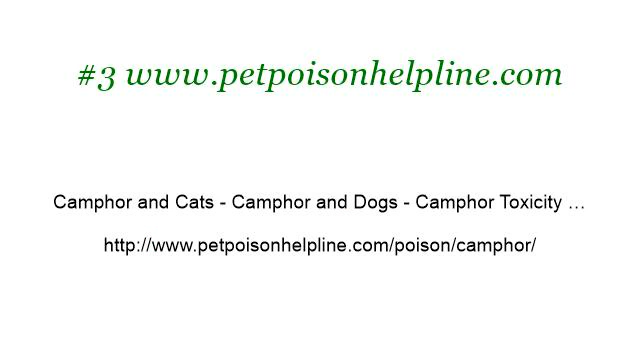 #3 www.petpoisonhelpline.com
Camphor and Cats - Camphor and Dogs - Camphor Toxicity ...
http://www.petpoisonhelpline.com/poison/camphor/